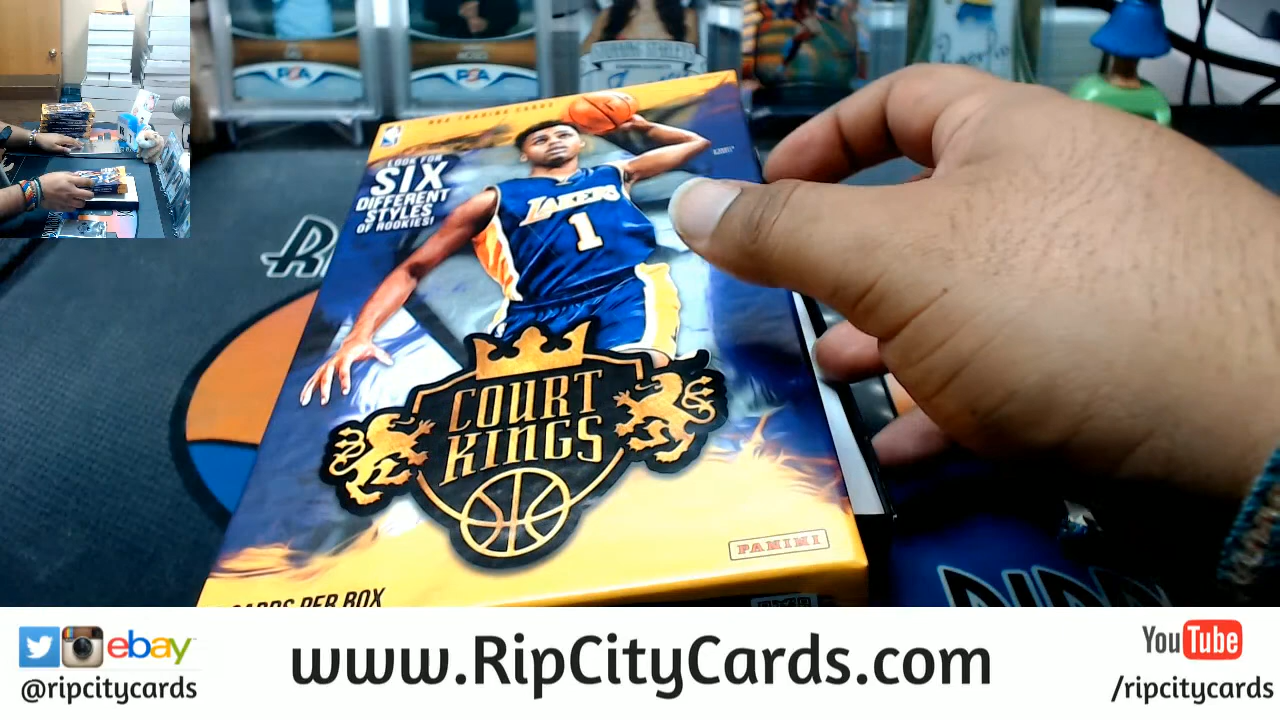 PSA
PSA
NBA TRADING CARDS
LOOK FOR
SIX
DIFFERENT
STYLES
OF ROOKIES!
LAKERS
1
COURT
KINGS
PANINI
CARDS PER BOX
ebay
@ripcitycards
www.RipCityCards.com
YouTube
/ripcitycards